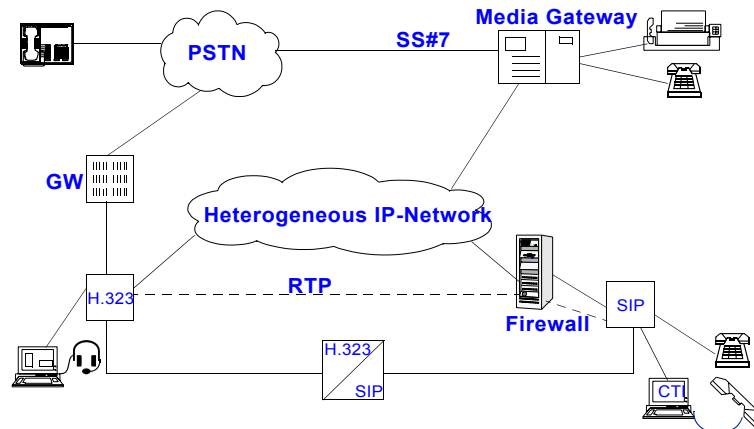 Media Gateway
SS#7
PSTN
GW
Heterogeneous IP-Network
RTP
H.323
SIP
Firewall
H.323
SIP
CTI